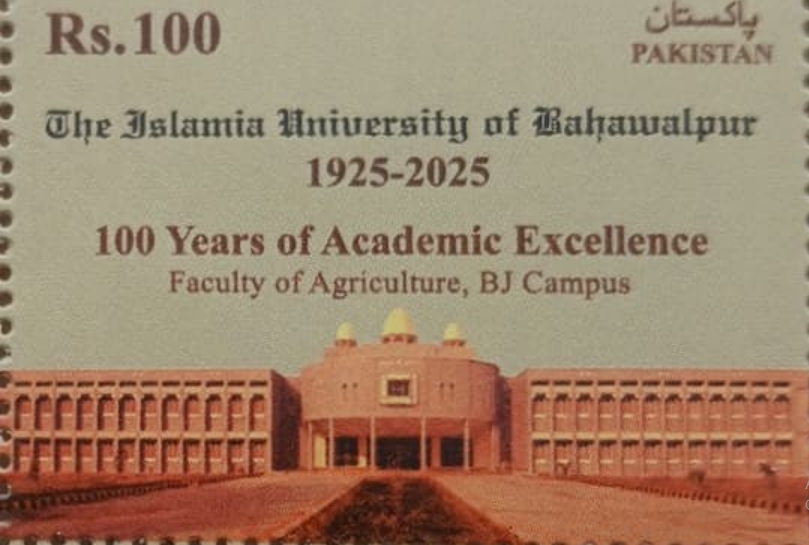 Rs.100
پاکستان
PAKISTAN
The Islamia University of Bahawalpur
1925-2025
100 Years of Academic Excellence
Faculty of Agriculture, BJ Campus